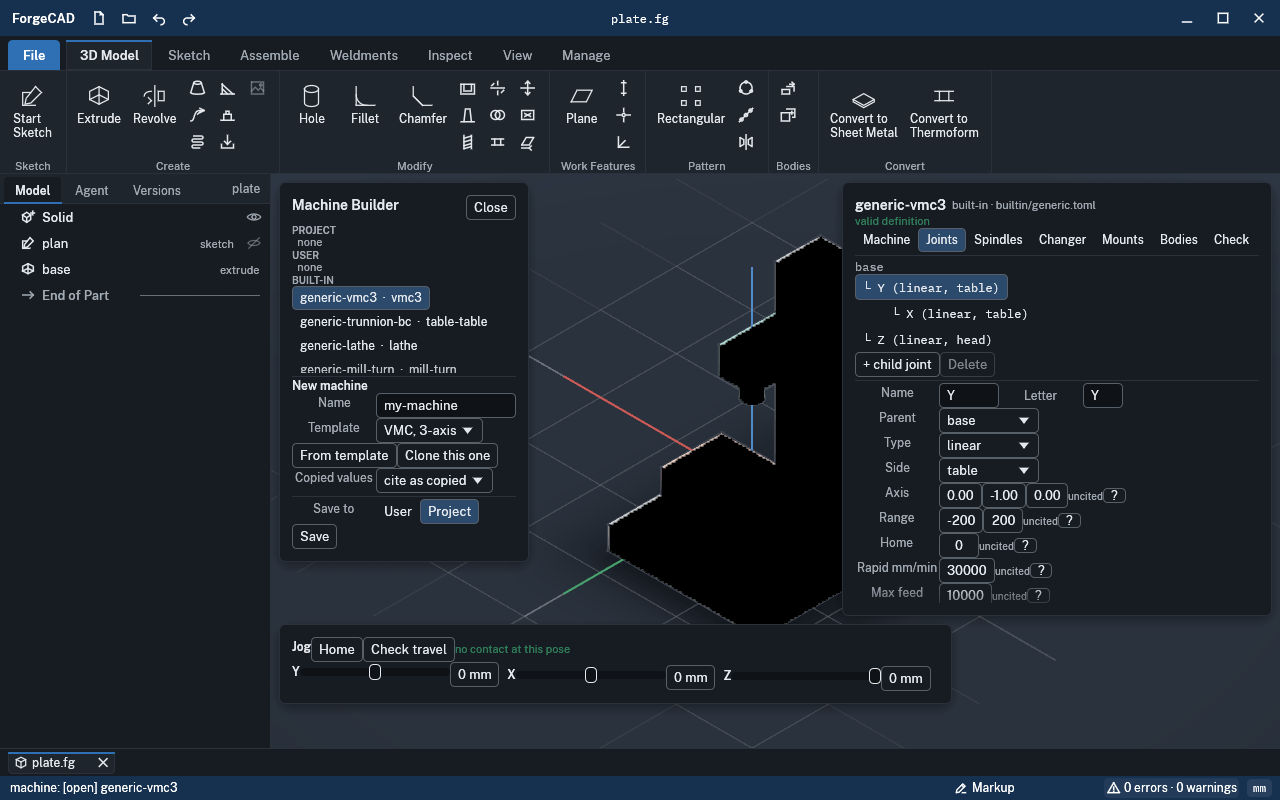 ForgeCAD
plate.fg
File
3D Model
Sketch
Assemble
Weldments
Inspect
View
Manage
Start
Sketch
Extrude
Revolve
Hole
Fillet
Chamfer
Plane
Rectangular
Convert to
Sheet Metal
Convert to
Thermoform
Sketch
Create
Modify
Work Features
Pattern
Bodies
Convert
Model
Agent
Versions
plate
Solid
plan
sketch
base
extrude
End of Part
Machine Builder
Close
PROJECT
none
USER
none
BUILT-IN
generic-vmc3 · vmc3
generic-trunnion-bc · table-table
generic-lathe · lathe
generic-mill-turn · mill-turn
New machine
Name
my-machine
Template
VMC, 3-axis
From template
Clone this one
Copied values
cite as copied
Save to
User
Project
Save
generic-vmc3
built-in · builtin/generic.toml
valid definition
Machine
Joints
Spindles
Changer
Mounts
Bodies
Check
base
└ Y (linear, table)
└ X (linear, table)
└ Z (linear, head)
+ child joint
Delete
Name
Y
Letter
Y
Parent
base
Type
linear
Side
table
Axis
0.00
-1.00
0.00
uncited
?
Range
-200
200
uncited
?
Home
0
uncited
?
Rapid mm/min
30000
uncited
?
Max feed
10000
uncited
?
Jog
Home
Check travel
no contact at this pose
Y
0 mm
X
0 mm
Z
0 mm
plate.fg
machine: [open] generic-vmc3
Markup
0 errors · 0 warnings
mm